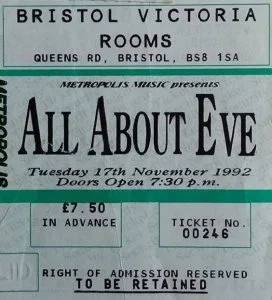 BRISTOL VICTORIA
ROOMS
QUEENS RD, BRISTOL, BS8 1SA
METROPOLIS MUSIC presents
ALL ABOUT EVE
Tuesday 17th November 1992
Doors Open 7:30 p.m.
£7.50
IN ADVANCE
TICKET No.
00246
RIGHT OF ADMISSION RESERVED
TO BE RETAINED
METROPOLIS